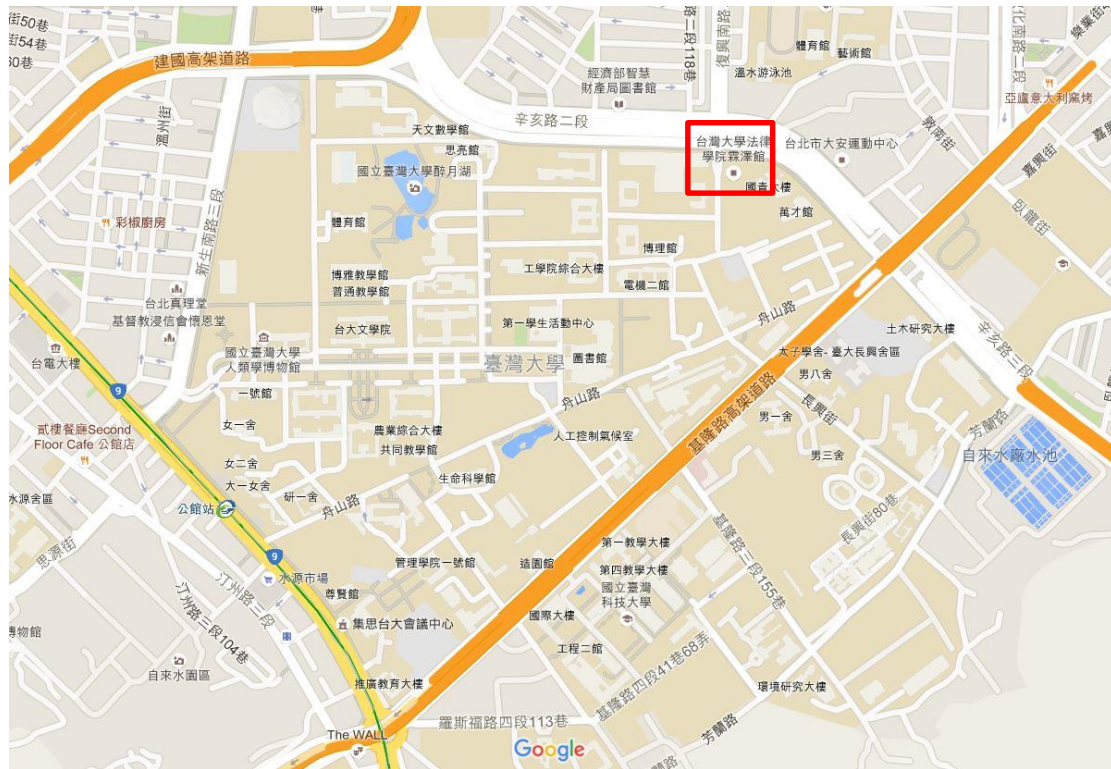 街50巷
街54巷
60巷
建國高架道路
溫州街
新生南路三段
彩椒廚房
經濟部智慧
財產局圖書館
路二段118巷
復興南路
體育館
藝術館
溫水游泳池
化南路二段
樂業街
亞廬意大利窯烤
敦南街
嘉興街
嘉興
臥龍街
辛亥路二段
天文數學館
思亮館
國立臺灣大學醉月湖
台灣大學法律
學院霖澤館
台北市大安運動中心
國青大樓
萬才館
體育館
博理館
工學院綜合大樓
電機二館
博雅教學館
普通教學館
台北真理堂
基督教浸信會懷恩堂
台大文學院
第一學生活動中心
舟山路
土木研究大樓
辛亥路三段
台電大樓
國立臺灣大學
人類學博物館
臺灣大學
圖書館
太子學舍- 臺大長興舍區
男八舍
9
一號館
舟山路
基隆路高架道路
長興街
男一舍
芳蘭路
貳樓餐廳Second
Floor Cafe 公館店
女一舍
農業綜合大樓
共同教學館
人工控制氣候室
男三舍
自來水廠水池
女二舍
大一女舍
研一舍
生命科學館
水源舍區
公館站
舟山路
長興街80巷
思源街
9
第一教學大樓
管理學院一號館
造園館
第四教學大樓
基隆路三段155巷
水源市場
汀州路三段
尊賢館
國立臺灣
科技大學
汀州路三段104巷
集思台大會議中心
國際大樓
博物館
工程二館
自來水園區
推廣教育大樓
基隆路四段41巷68弄
環境研究大樓
羅斯福路四段113巷
芳蘭路
The WALL
Google